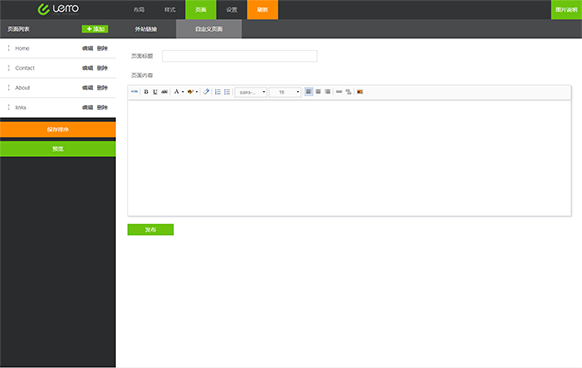 布局 样式 页面 设置 刷新 图片说明
页面列表 添加 外站链接 自定义页面
Home 编辑 删除
Contact 编辑 删除
About 编辑 删除
links 编辑 删除
保存排序
预览
页面标题
页面内容
HTML B U ABC A sans-... 16
发布